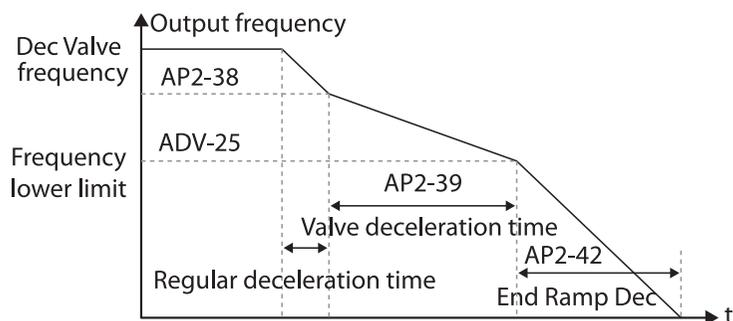 Output frequency
Dec Valve
frequency
AP2-38
ADV-25
Frequency
lower limit
AP2-39
Valve deceleration time
AP2-42
Regular deceleration time
End Ramp Dec
t